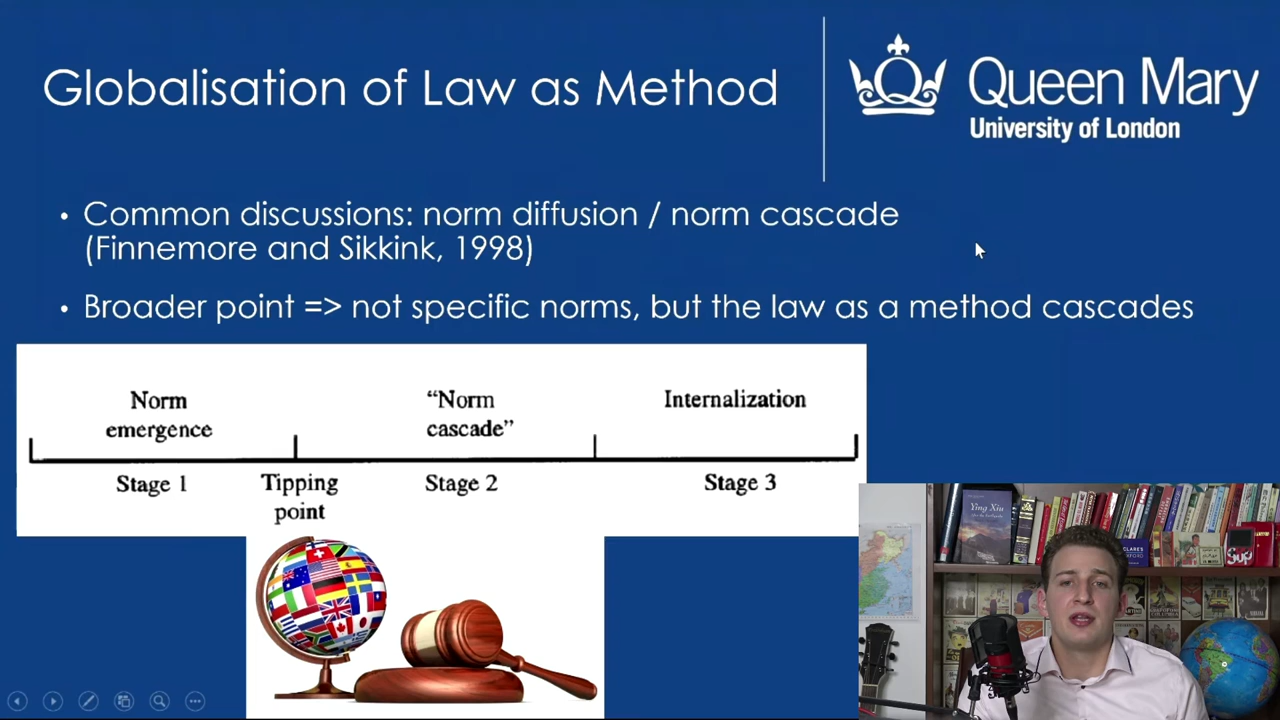 Globalisation of Law as Method
Queen Mary
University of London
• Common discussions: norm diffusion / norm cascade
(Finnemore and Sikkink, 1998)
• Broader point => not specific norms, but the law as a method cascades
Norm
emergence
“Norm
cascade”
Internalization
Stage 1
Tipping
point
Stage 2
Stage 3
Ying Xiu